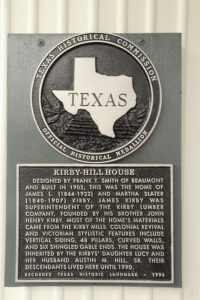 TEXAS HISTORICAL COMMISSION
TEXAS
OFFICIAL HISTORICAL MEDALLION
KIRBY-HILL HOUSE
DESIGNED BY FRANK T. SMITH OF BEAUMONT
AND BUILT IN 1902, THIS WAS THE HOME OF
JAMES L. (1844-1922) AND MARTHA SLATER
(1840-1907) KIRBY. JAMES KIRBY WAS
SUPERINTENDENT OF THE KIRBY LUMBER
COMPANY, FOUNDED BY HIS BROTHER JOHN
HENRY KIRBY. MOST OF THE HOME'S MATERIALS
CAME FROM THE KIRBY MILLS. COLONIAL REVIVAL
AND VICTORIAN STYLISTIC FEATURES INCLUDE
VERTICAL SIDING, 48 PILLARS, CURVED WALLS,
AND SIX SHINGLED GABLE ENDS. THE HOUSE WAS
INHERITED BY THE KIRBYS' DAUGHTER LUCY AND
HER HUSBAND AUSTIN M. HILL, SR. THEIR
DESCENDANTS LIVED HERE UNTIL 1990.
RECORDED TEXAS HISTORIC LANDMARK - 1998